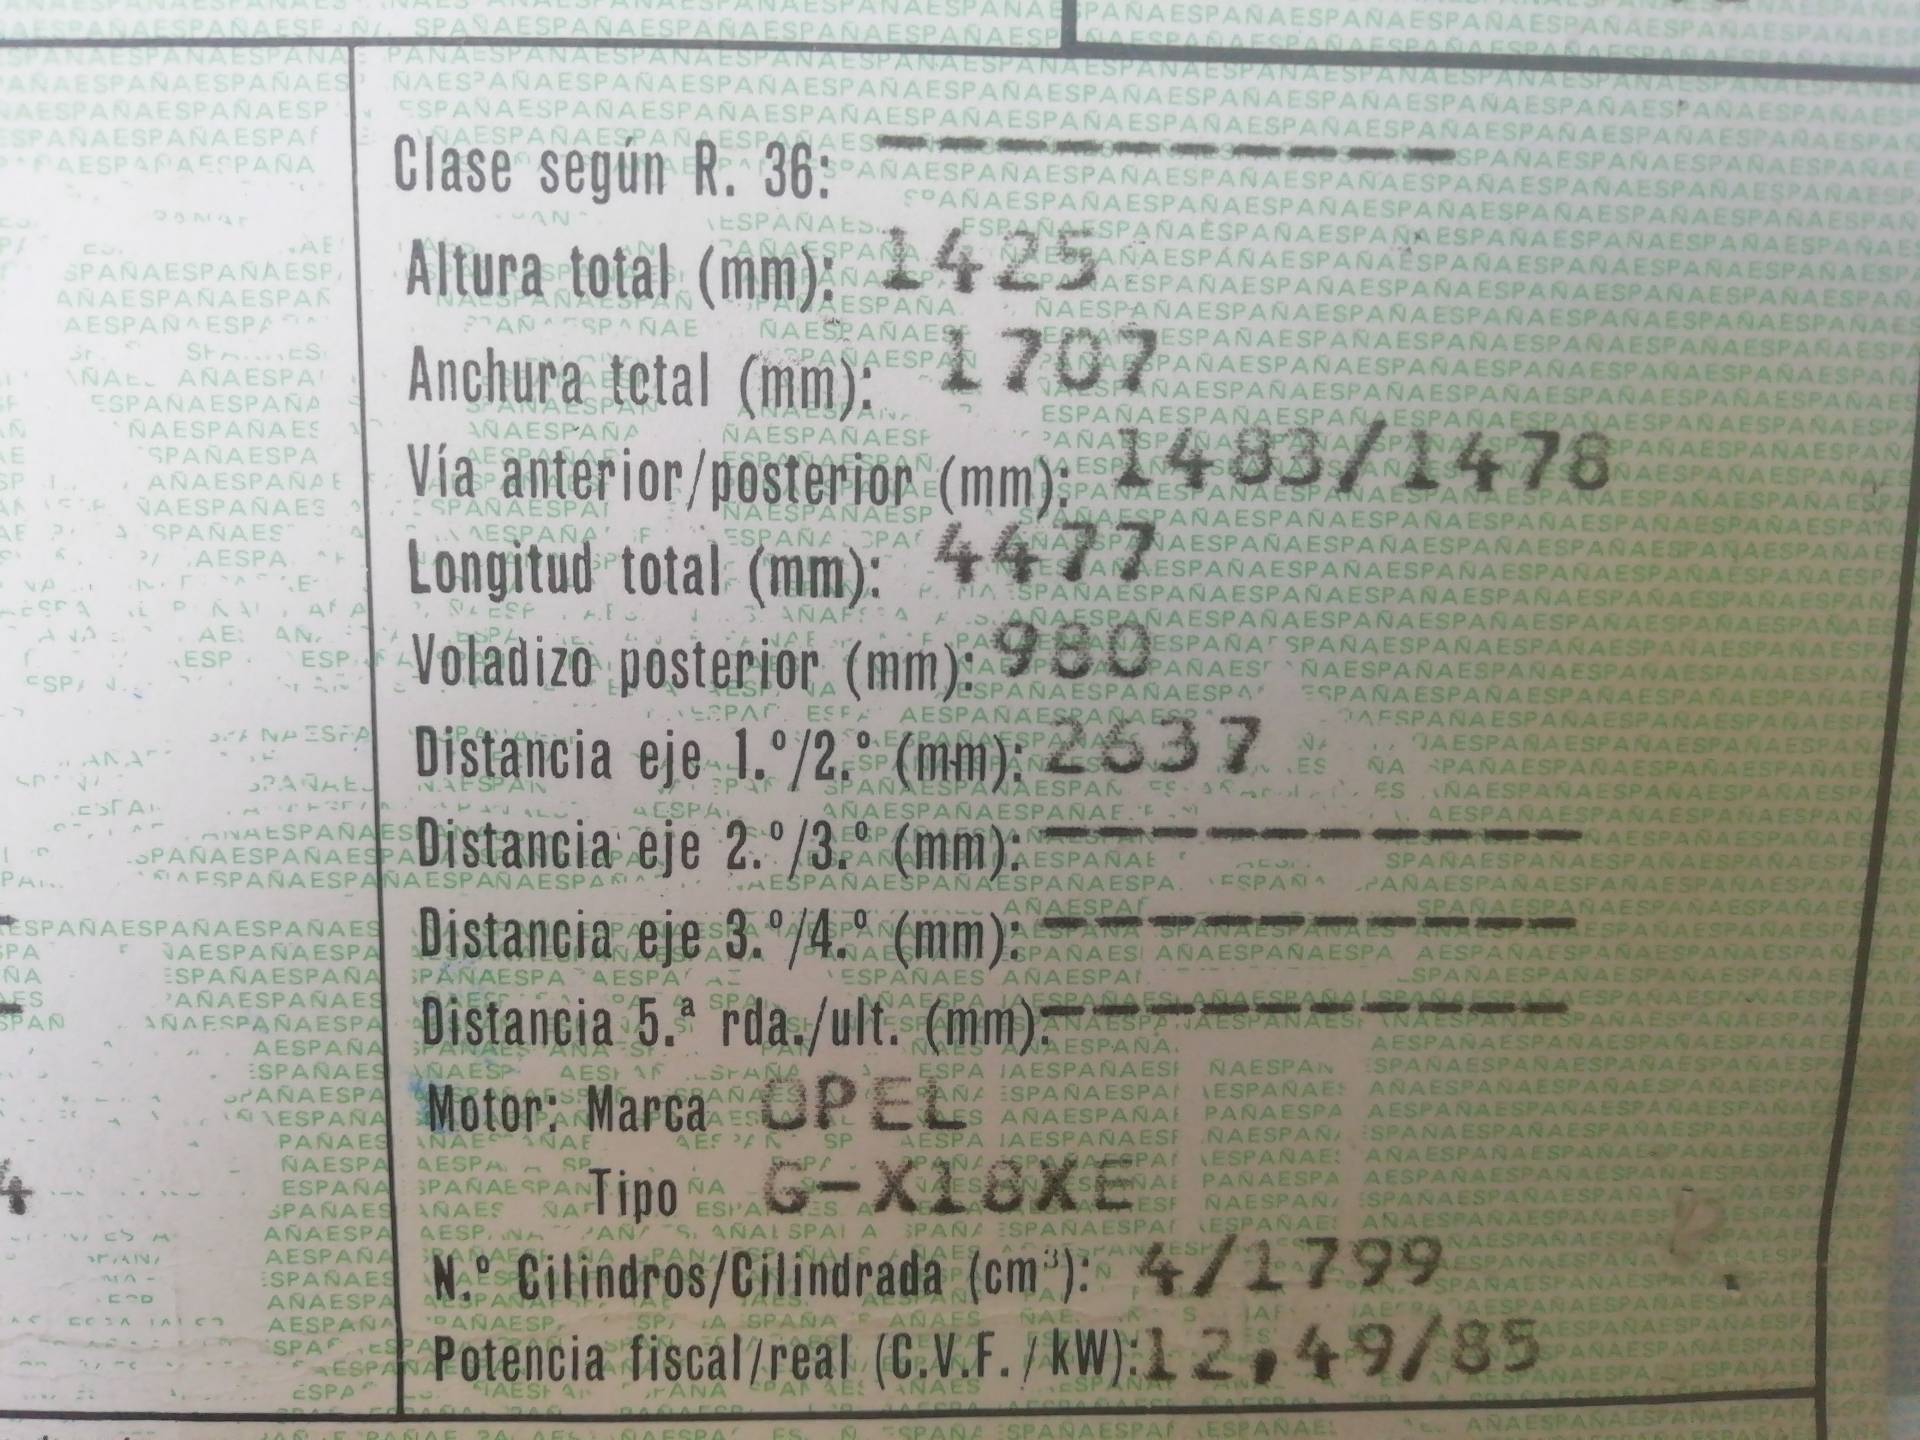 Clase según R. 36: ----------
Altura total (mm): 1425
Anchura total (mm): 1707
Vía anterior/posterior (mm): 1483/1478
Longitud total (mm): 4477
Voladizo posterior (mm): 980
Distancia eje 1.º/2.º (mm): 2637
Distancia eje 2.º/3.º (mm): ----------
Distancia eje 3.º/4.º (mm): ----------
Distancia 5.ª rda./ult. (mm): ----------
Motor: Marca OPEL
Tipo G-X18XE
N.º Cilindros/Cilindrada (cm³): 4/1799
Potencia fiscal/real (C.V.F./kW): 12,49/85